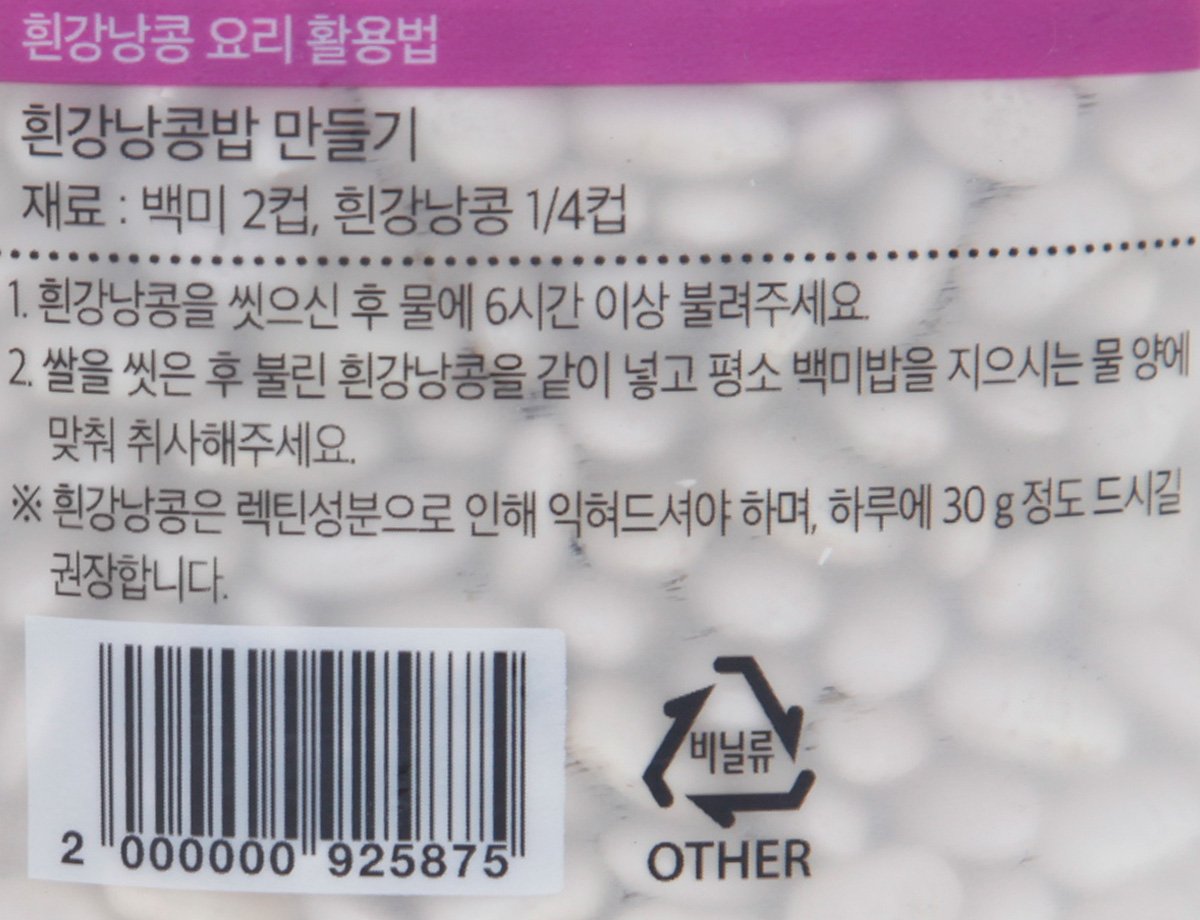 흰강낭콩 요리 활용법
흰강낭콩밥 만들기
재료 : 백미 2컵, 흰강낭콩 1/4컵
1. 흰강낭콩을 씻으신 후 물에 6시간 이상 불려주세요.
2. 쌀을 씻은 후 불린 흰강낭콩을 같이 넣고 평소 백미밥을 지으시는 물 양에
맞춰 취사해주세요.
※ 흰강낭콩은 렉틴성분으로 인해 익혀드셔야 하며, 하루에 30 g 정도 드시길
권장합니다.
2 000000 925875
비닐류
OTHER